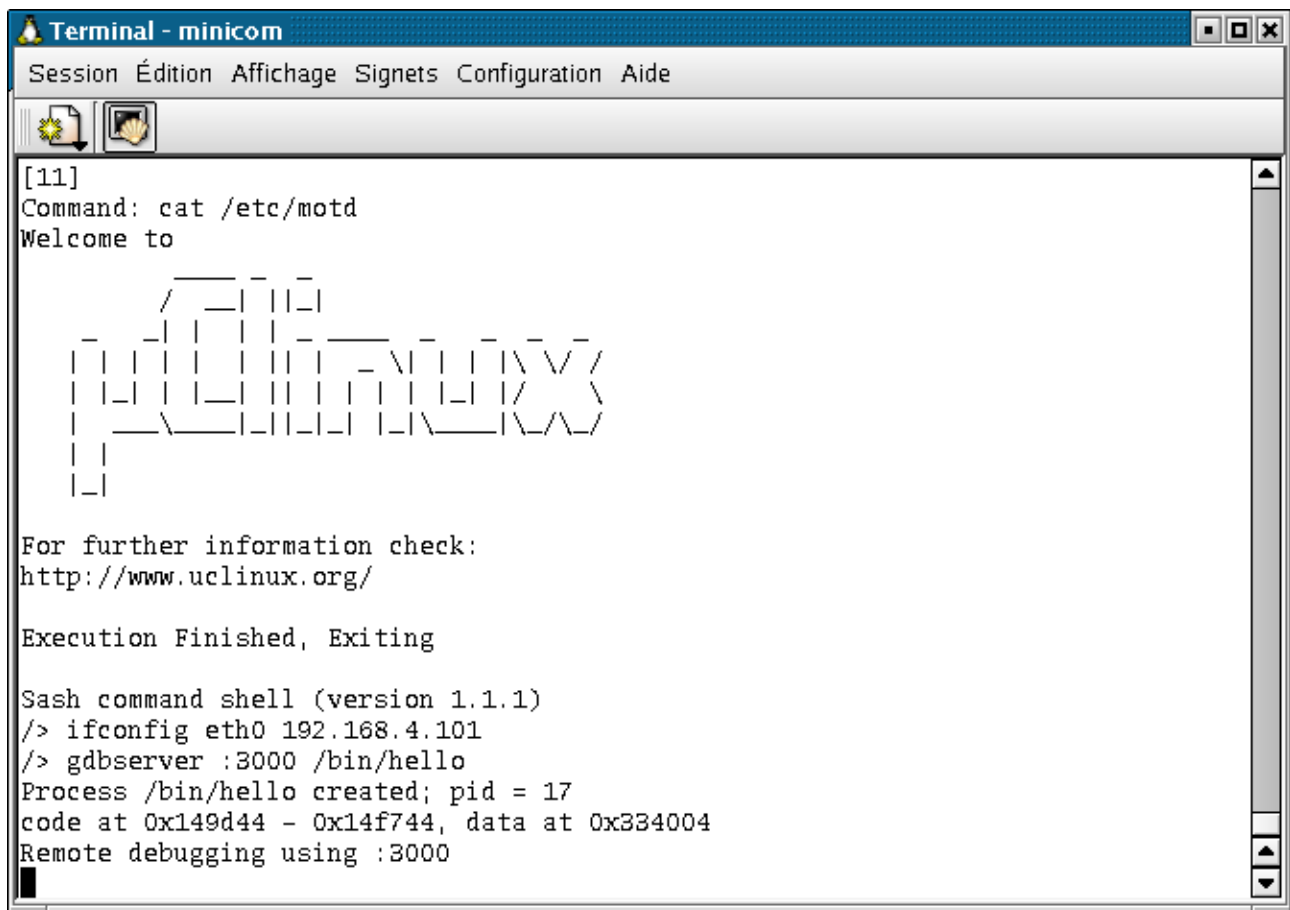 Terminal - minicom
Session Édition Affichage Signets Configuration Aide
[11]
Command: cat /etc/motd
Welcome to
µClinux
For further information check:
http://www.uclinux.org/
Execution Finished, Exiting
Sash command shell (version 1.1.1)
/> ifconfig eth0 192.168.4.101
/> gdbserver :3000 /bin/hello
Process /bin/hello created; pid = 17
code at 0x149d44 - 0x14f744, data at 0x334004
Remote debugging using :3000